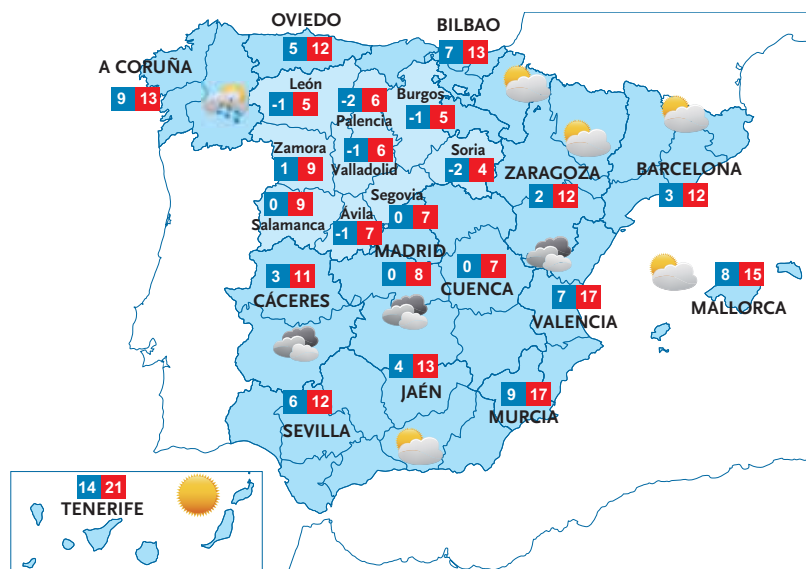 OVIEDO
5 12
BILBAO
7 13
A CORUÑA
9 13
León
-1 5
-2 6
Palencia
Burgos
-1 5
Zamora
1 9
-1 6
Valladolid
Soria
-2 4
ZARAGOZA
2 12
BARCELONA
3 12
0 9
Salamanca
Ávila
-1 7
Segovia
0 7
MADRID
0 8
0 7
CUENCA
3 11
CÁCERES
7 17
VALENCIA
8 15
MALLORCA
4 13
JAÉN
6 12
SEVILLA
9 17
MURCIA
14 21
TENERIFE